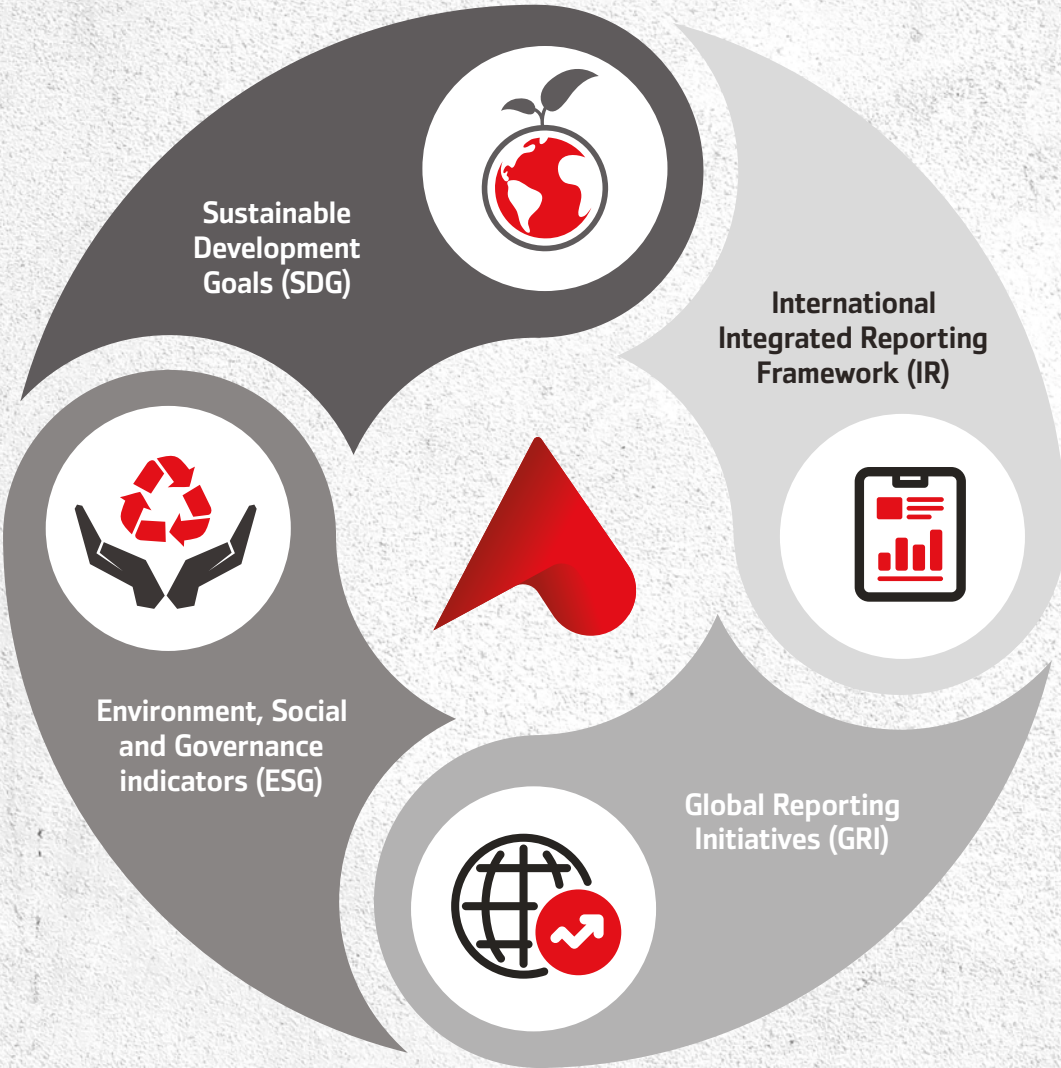 Sustainable
Development
Goals (SDG)
International
Integrated Reporting
Framework (IR)
Environment, Social
and Governance
indicators (ESG)
Global Reporting
Initiatives (GRI)